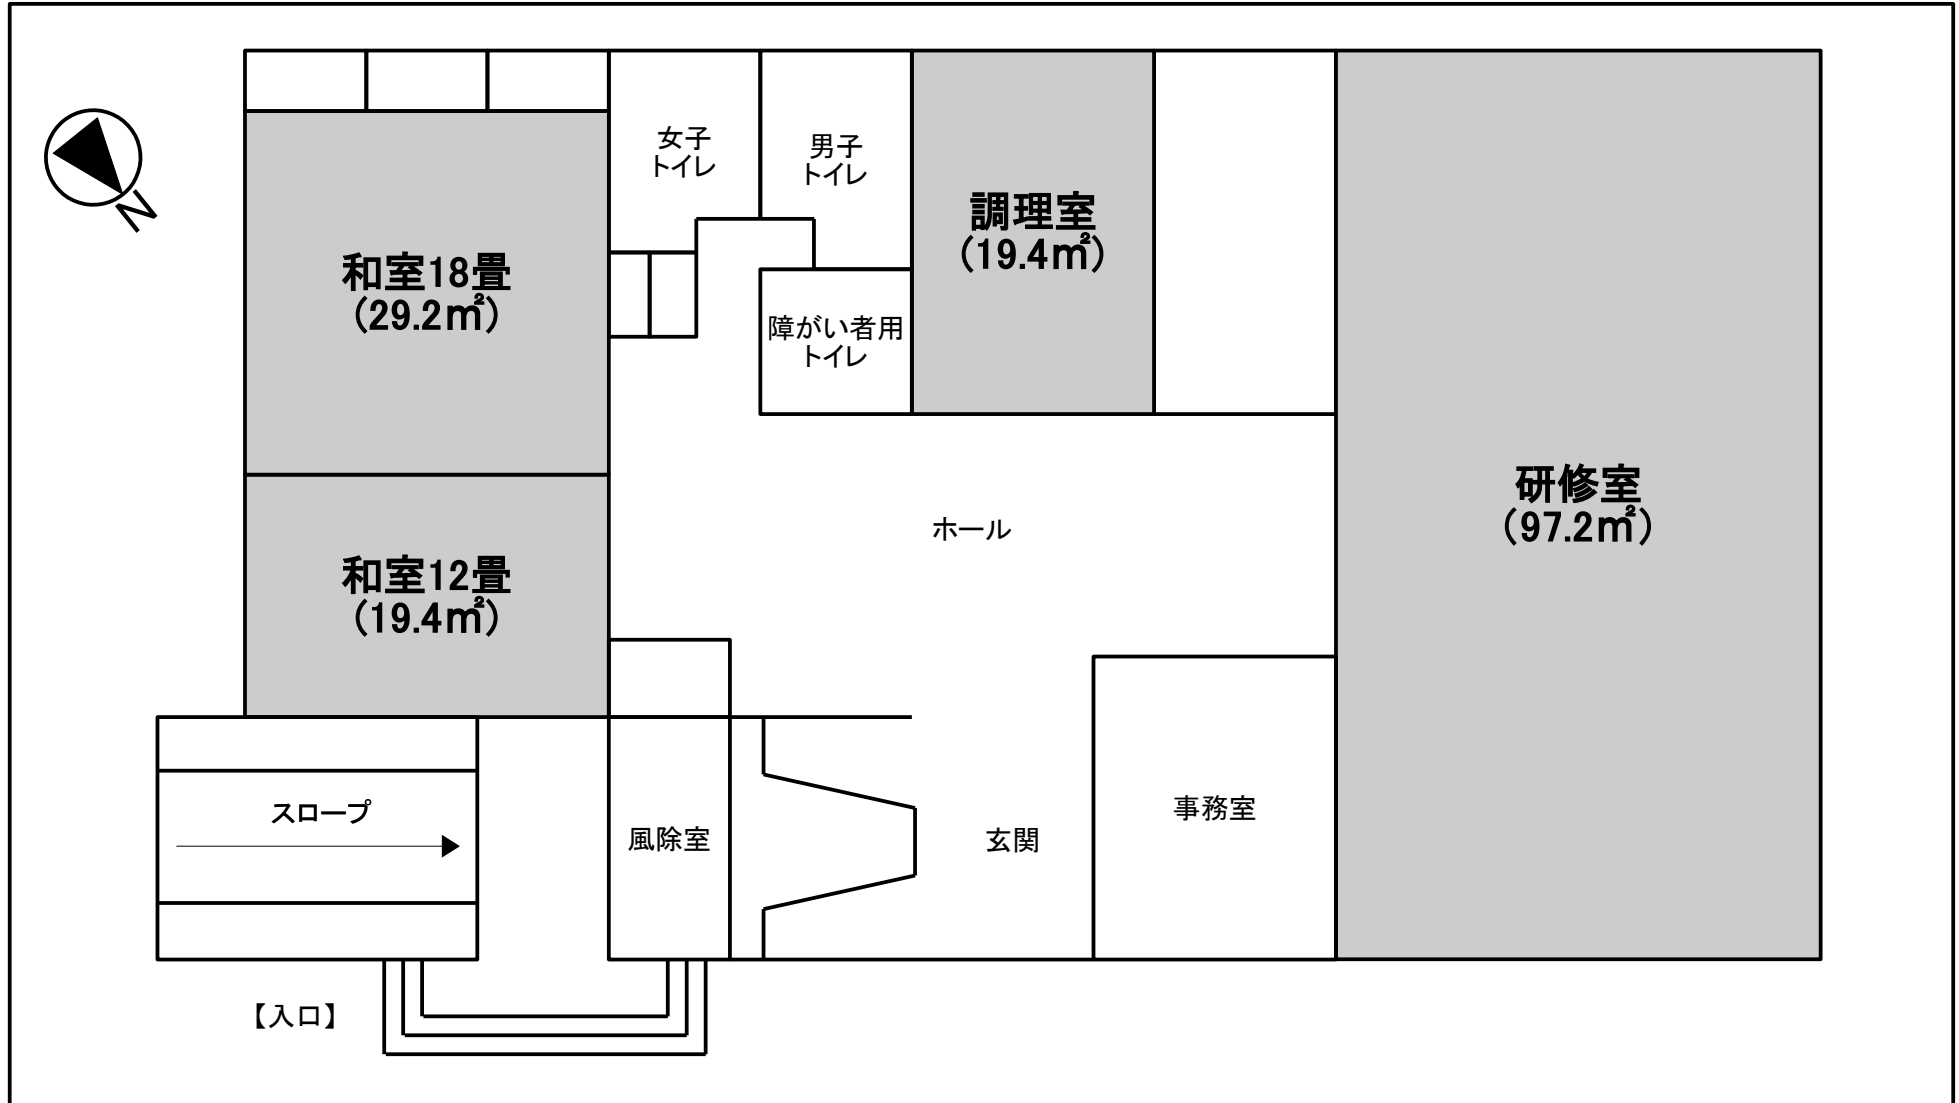 女子
トイレ
男子
トイレ
調理室
(19.4㎡)
N
和室18畳
(29.2㎡)
障がい者用
トイレ
研修室
(97.2㎡)
ホール
和室12畳
(19.4㎡)
スロープ
風除室
玄関
事務室
【入口】